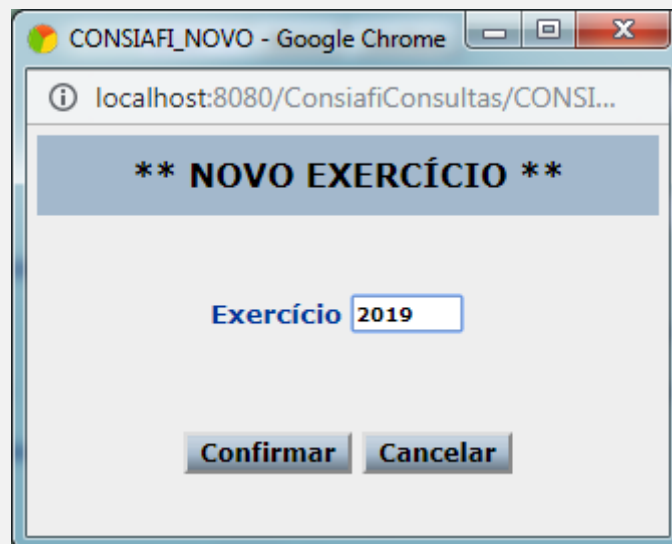 CONSIAFI_NOVO - Google Chrome
localhost:8080/ConsiafiConsultas/CONSI...
** NOVO EXERCÍCIO **
Exercício 2019
Confirmar Cancelar